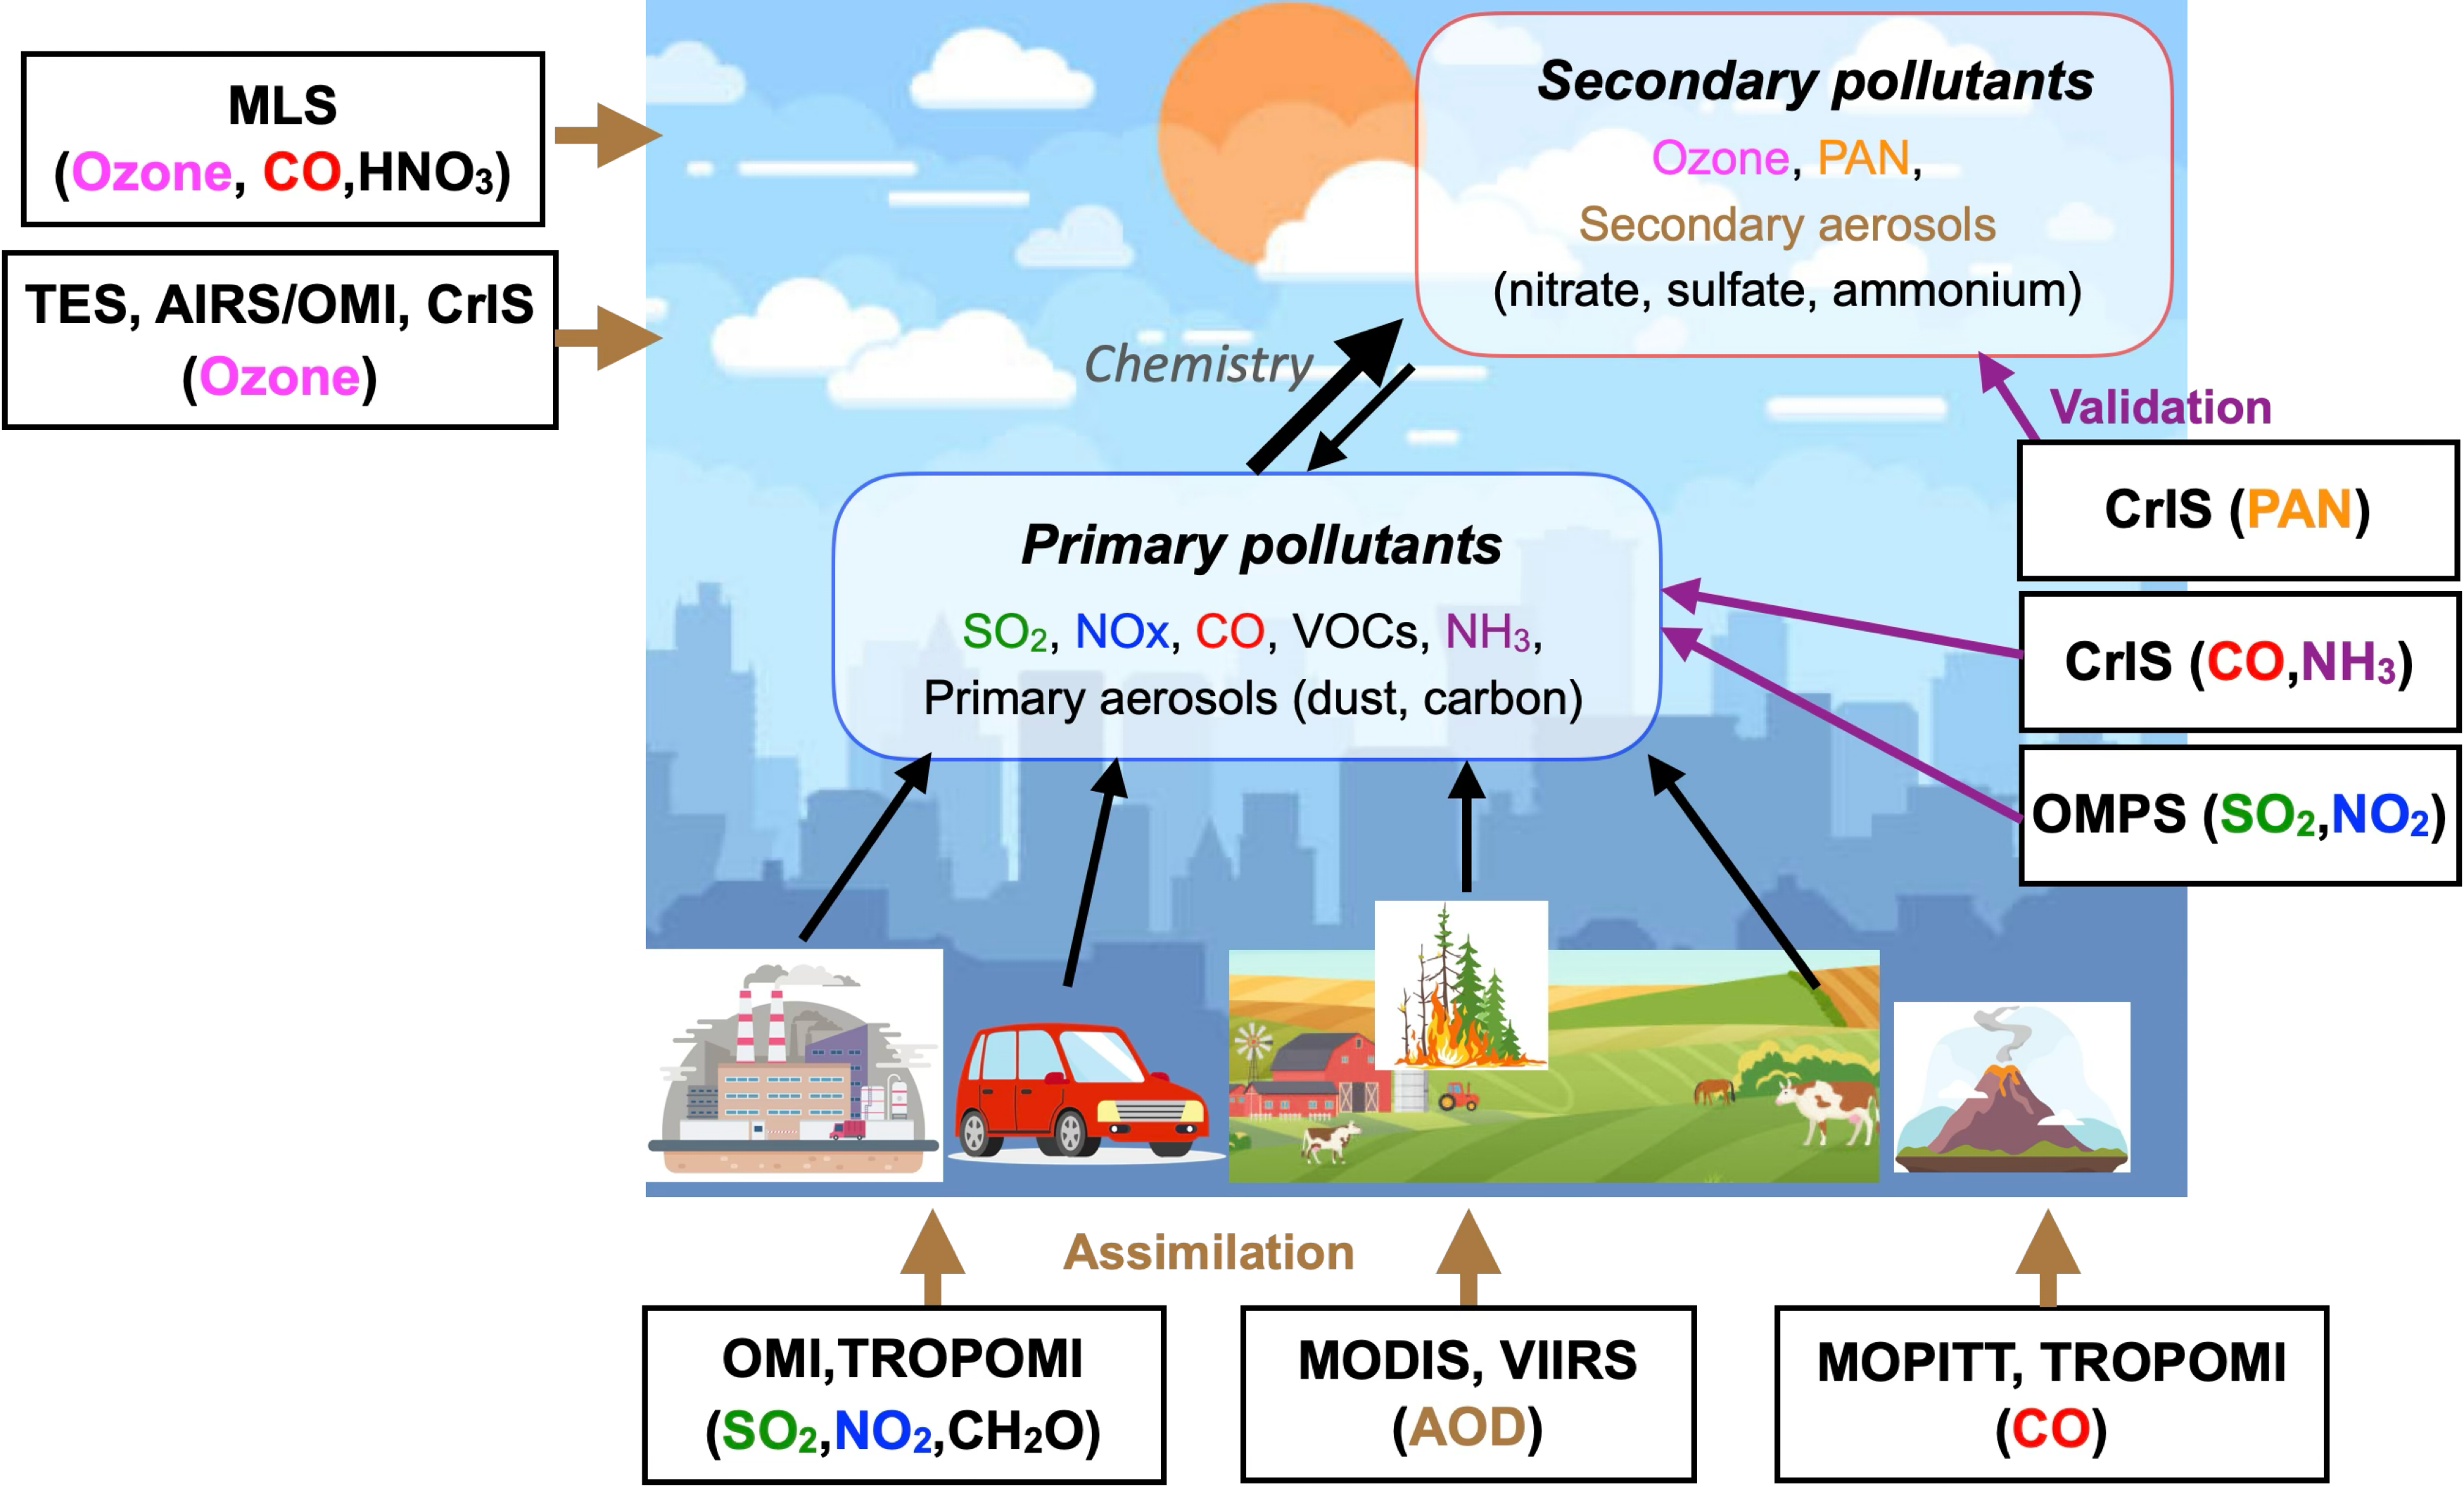 MLS
(Ozone, CO,HNO₃)
TES, AIRS/OMI, CrIS
(Ozone)
Secondary pollutants
Ozone, PAN,
Secondary aerosols
(nitrate, sulfate, ammonium)
Chemistry
Validation
CrIS (PAN)
Primary pollutants
SO₂, NOx, CO, VOCs, NH₃,
Primary aerosols (dust, carbon)
CrIS (CO,NH₃)
OMPS (SO₂,NO₂)
Assimilation
OMI,TROPOMI
(SO₂,NO₂,CH₂O)
MODIS, VIIRS
(AOD)
MOPITT, TROPOMI
(CO)